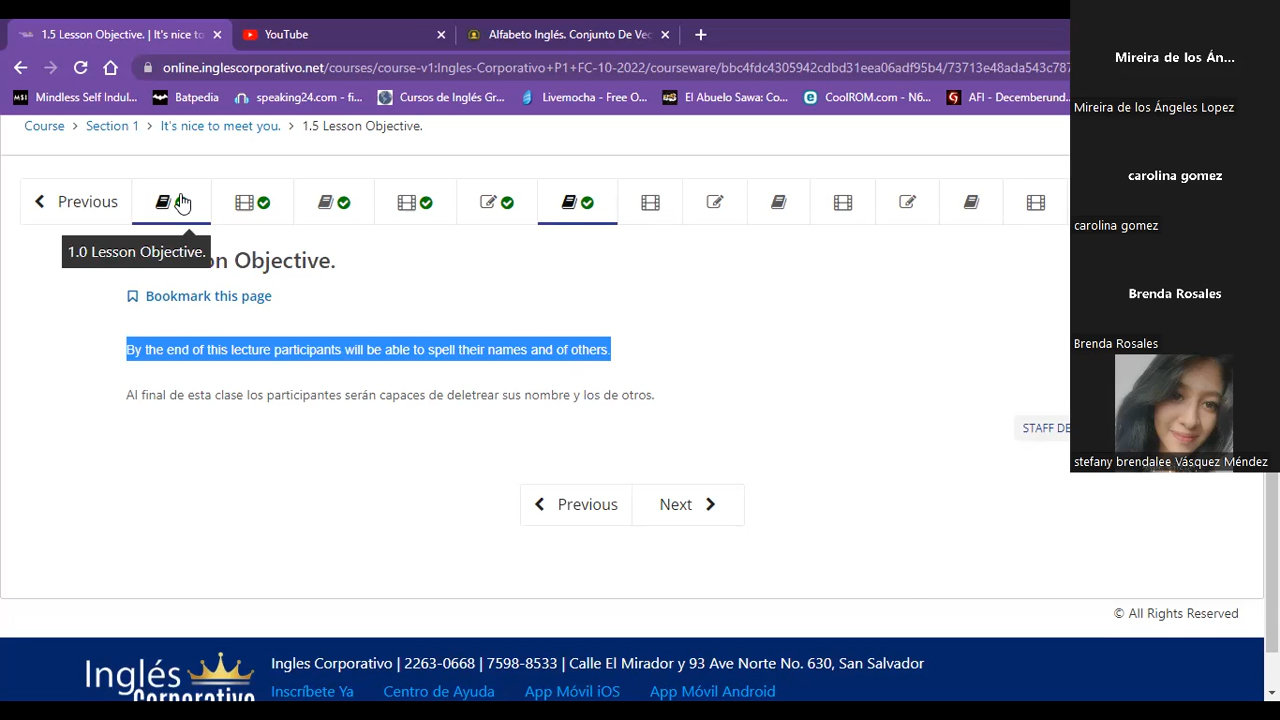 1.5 Lesson Objective. | It's nice to
YouTube
Alfabeto Inglés. Conjunto De Vec
online.inglescorporativo.net/courses/course-v1:Ingles-Corporativo+P1+FC-10-2022/courseware/bbc4fdc4305942cdbd31eea06adf95b4/73713e48ada543c787
Mindless Self Indul...
Batpedia
speaking24.com - fi...
Cursos de Inglés Gr...
Livemocha - Free O...
El Abuelo Sawa: Co...
CoolROM.com - N6...
AFI - Decemberund...
Course > Section 1 > It's nice to meet you. > 1.5 Lesson Objective.
Previous
1.0 Lesson Objective.
on Objective.
Bookmark this page
By the end of this lecture participants will be able to spell their names and of others.
Al final de esta clase los participantes serán capaces de deletrear sus nombre y los de otros.
STAFF DE
Previous
Next
© All Rights Reserved
Inglés Corporativo
Ingles Corporativo | 2263-0668 | 7598-8533 | Calle El Mirador y 93 Ave Norte No. 630, San Salvador
Inscríbete Ya
Centro de Ayuda
App Móvil iOS
App Móvil Android
Mireira de los Án...
Mireira de los Ángeles Lopez
carolina gomez
carolina gomez
Brenda Rosales
Brenda Rosales
stefany brendalee Vásquez Méndez